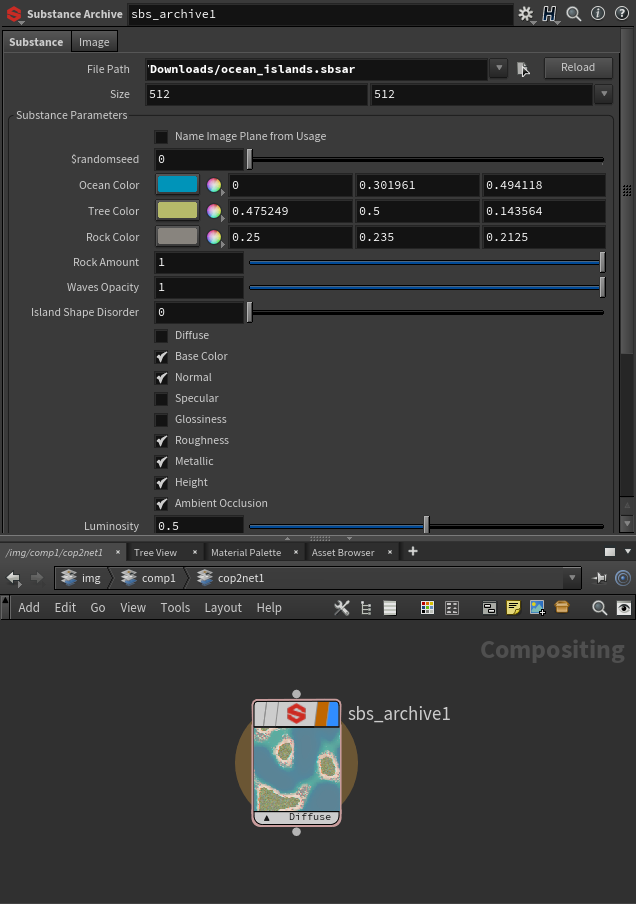 Substance Archive sbs_archive1
Substance Image
File Path 'Downloads/ocean_islands.sbsar Reload
Size 512 512
Substance Parameters
Name Image Plane from Usage
$randomseed 0
Ocean Color 0 0.301961 0.494118
Tree Color 0.475249 0.5 0.143564
Rock Color 0.25 0.235 0.2125
Rock Amount 1
Waves Opacity 1
Island Shape Disorder 0
Diffuse
Base Color
Normal
Specular
Glossiness
Roughness
Metallic
Height
Ambient Occlusion
Luminosity 0.5
/img/comp1/cop2net1 × Tree View × Material Palette × Asset Browser × +
img comp1 cop2net1
Add Edit Go View Tools Layout Help
Compositing
sbs_archive1
Diffuse